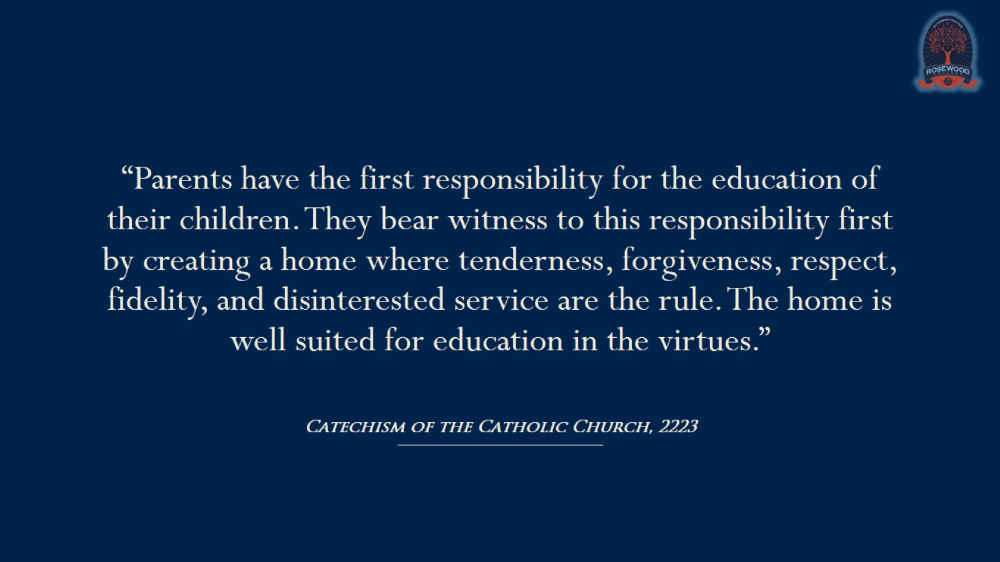 ROSEWOOD
“Parents have the first responsibility for the education of
their children. They bear witness to this responsibility first
by creating a home where tenderness, forgiveness, respect,
fidelity, and disinterested service are the rule. The home is
well suited for education in the virtues.”
CATECHISM OF THE CATHOLIC CHURCH, 2223